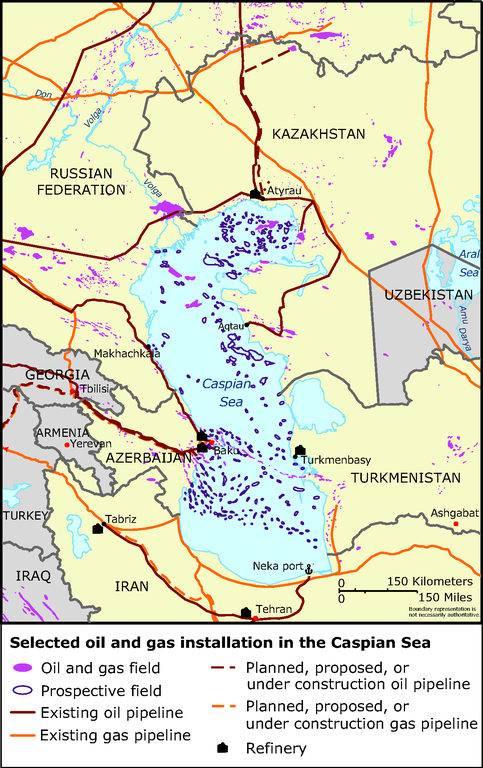 Don
Volga
KAZAKHSTAN
RUSSIAN
FEDERATION
Volga
Atyrau
Aral
Sea
UZBEKISTAN
Amu Darya
Aqtau
Makhachkala
GEORGIA
Tbilisi
Caspian
Sea
ARMENIA
Yereven
AZERBAIJAN
Baku
Turkmenbasy
TURKMENISTAN
TURKEY
Tabriz
Ashgabat
Neka port
IRAQ
IRAN
0 150 Kilometers
0 150 Miles
Tehran
Boundary representation is
not necessarily authoritative.
Selected oil and gas installation in the Caspian Sea
Oil and gas field
Prospective field
Existing oil pipeline
Existing gas pipeline
Planned, proposed, or
under construction oil pipeline
Planned, proposed, or
under construction gas pipeline
Refinery